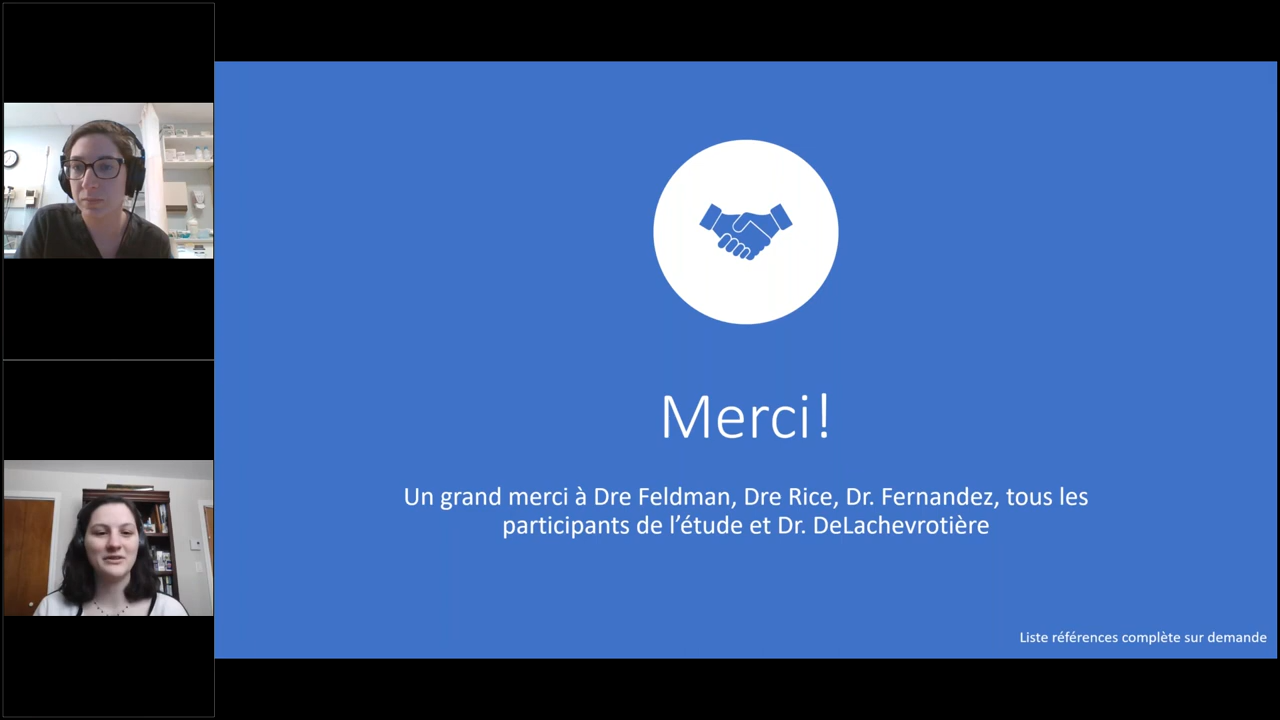 Merci!
Un grand merci à Dre Feldman, Dre Rice, Dr. Fernandez, tous les
participants de l’étude et Dr. DeLachevrotière
Liste références complète sur demande